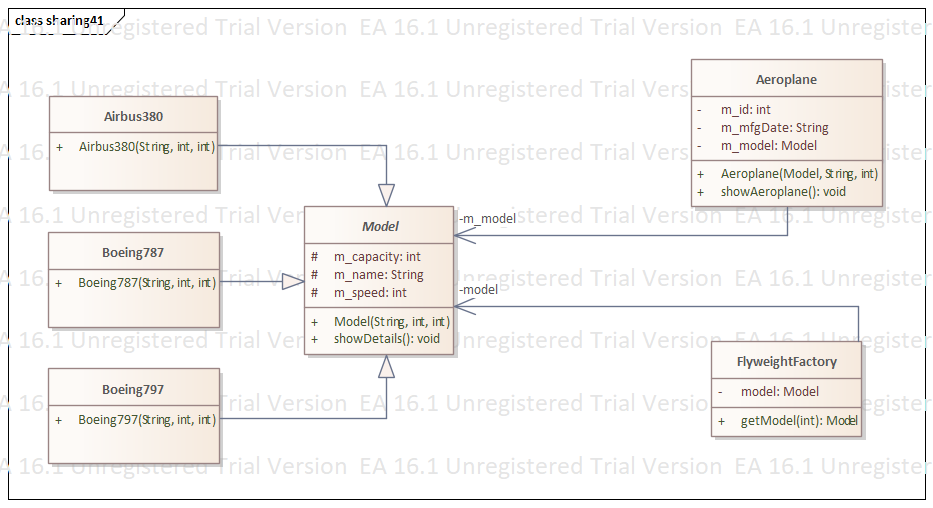 class sharing41
EA 16.1 Unregistered Trial Version EA 16.1 Unregistered Trial Version EA 16.1 Unregistered
Airbus380
+ Airbus380(String, int, int)
Boeing787
+ Boeing787(String, int, int)
Boeing797
+ Boeing797(String, int, int)
Model
# m_capacity: int
# m_name: String
# m_speed: int
+ Model(String, int, int)
+ showDetails(): void
-m_model
-model
Aeroplane
- m_id: int
- m_mfgDate: String
- m_model: Model
+ Aeroplane(Model, String, int)
+ showAeroplane(): void
FlyweightFactory
- model: Model
+ getModel(int): Model